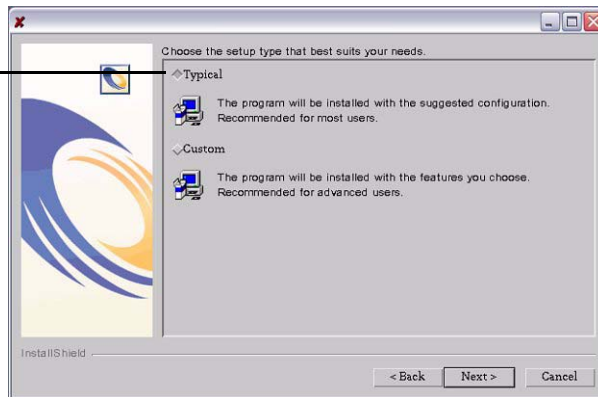 Choose the setup type that best suits your needs.
Typical
The program will be installed with the suggested configuration.
Recommended for most users.
Custom
The program will be installed with the features you choose.
Recommended for advanced users.
InstallShield
< Back
Next >
Cancel